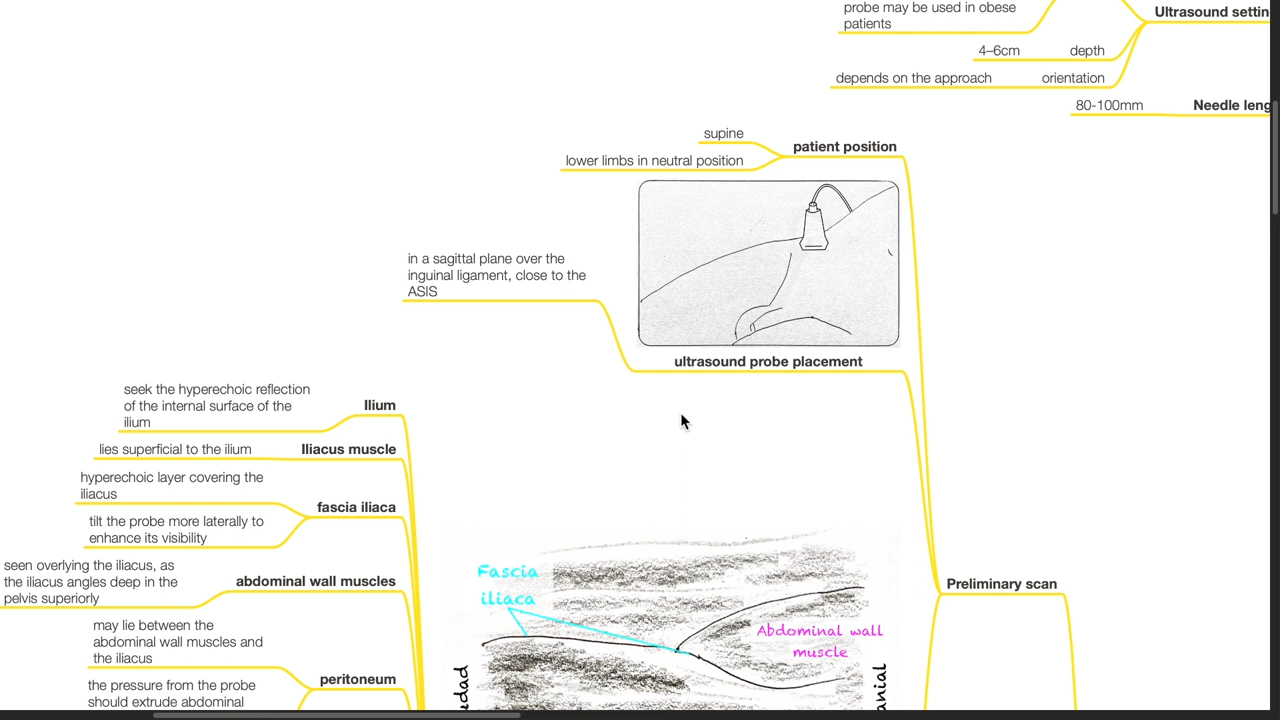 probe may be used in obese
patients
Ultrasound settin
4–6cm
depth
depends on the approach
orientation
80-100mm
Needle leng
supine
patient position
lower limbs in neutral position
in a sagittal plane over the
inguinal ligament, close to the
ASIS
ultrasound probe placement
seek the hyperechoic reflection
of the internal surface of the
ilium
Ilium
lies superficial to the ilium
Iliacus muscle
hyperechoic layer covering the
iliacus
fascia iliaca
tilt the probe more laterally to
enhance its visibility
seen overlying the iliacus, as
the iliacus angles deep in the
pelvis superiorly
abdominal wall muscles
may lie between the
abdominal wall muscles and
the iliacus
peritoneum
the pressure from the probe
should extrude abdominal
Preliminary scan
Fascia
iliaca
Abdominal wall
muscle
udad
anial